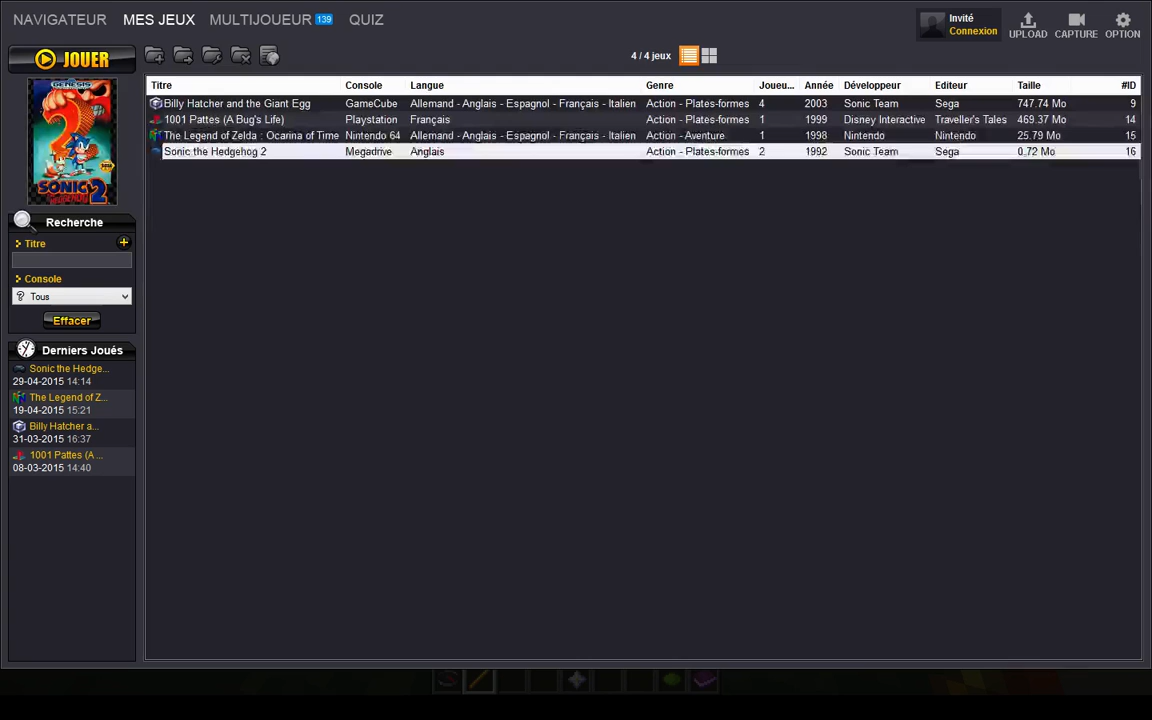 NAVIGATEUR MES JEUX MULTIJOUEUR 139 QUIZ
Invité
Connexion
UPLOAD CAPTURE OPTION
JOUER
4 / 4 jeux
GENESIS
2
SONIC 2
Titre Console Langue Genre Joueu... Année Développeur Editeur Taille #ID
Billy Hatcher and the Giant Egg GameCube Allemand - Anglais - Espagnol - Français - Italien Action - Plates-formes 4 2003 Sonic Team Sega 747.74 Mo 9
1001 Pattes (A Bug's Life) Playstation Français Action - Plates-formes 1 1999 Disney Interactive Traveller's Tales 469.37 Mo 14
The Legend of Zelda : Ocarina of Time Nintendo 64 Allemand - Anglais - Espagnol - Français - Italien Action - Aventure 1 1998 Nintendo Nintendo 25.79 Mo 15
Sonic the Hedgehog 2 Megadrive Anglais Action - Plates-formes 2 1992 Sonic Team Sega 0.72 Mo 16
Recherche
Titre
Console
Tous
Effacer
Derniers Joués
Sonic the Hedge...
29-04-2015 14:14
The Legend of Z...
19-04-2015 15:21
Billy Hatcher a...
31-03-2015 16:37
1001 Pattes (A ...
08-03-2015 14:40